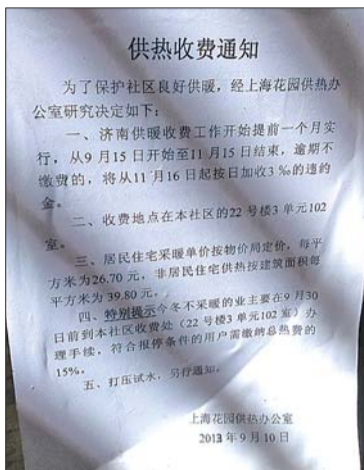 供热收费通知
为了保护社区良好供暖，经上海花园供热办
公室研究决定如下：
一、济南供暖收费工作开始提前一个月实
行，从9月15日开始至11月15日结束，逾期不
缴费的，将从11月16日起按日加收3‰的违约
金。
二、收费地点在本社区的22号楼3单元102
室。
三、居民住宅采暖单价按物价局定价，每平
方米为26.70元，非居民住宅供热按建筑面积每
平方米为39.80元。
四、特别提示今冬不采暖的业主要在9月30
日前到本社区收费处（22号楼3单元102室）办
理手续，符合报停条件的用户需缴纳总热费的
15%。
五、打压试水，另行通知。
上海花园供热办公室
2013年9月10日